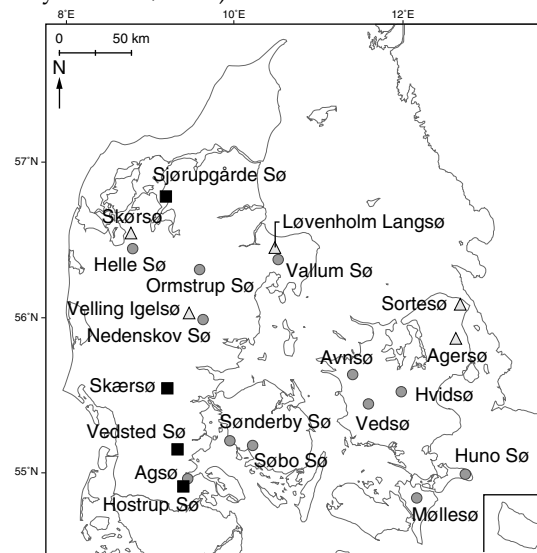 8°E 10°E 12°E
0 50 km
N
57°N
Sjørupgårde Sø
Skørsø
Løvenholm Langsø
Helle Sø
Vallum Sø
Ormstrup Sø
Velling Igelsø
Sortesø
56°N
Nedenskov Sø
Avnsø
Agersø
Skærsø
Hvidsø
Sønderby Sø
Vedsø
Vedsted Sø
Søbo Sø
Huno Sø
55°N
Agsø
Hostrup Sø
Møllesø